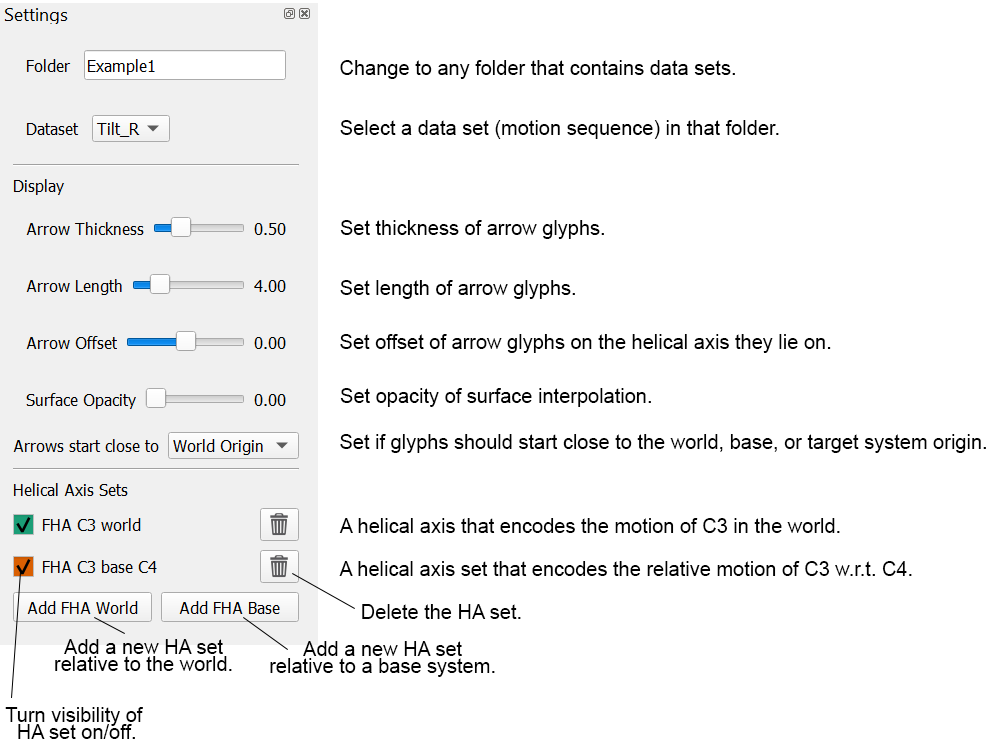 Settings
Folder Example1 Change to any folder that contains data sets.
Dataset Tilt_R Select a data set (motion sequence) in that folder.
Display
Arrow Thickness 0.50 Set thickness of arrow glyphs.
Arrow Length 4.00 Set length of arrow glyphs.
Arrow Offset 0.00 Set offset of arrow glyphs on the helical axis they lie on.
Surface Opacity 0.00 Set opacity of surface interpolation.
Arrows start close to World Origin Set if glyphs should start close to the world, base, or target system origin.
Helical Axis Sets
FHA C3 world A helical axis that encodes the motion of C3 in the world.
FHA C3 base C4 A helical axis set that encodes the relative motion of C3 w.r.t. C4.
Add FHA World Add FHA Base Delete the HA set.
Add a new HA set
relative to the world.
Add a new HA set
relative to a base system.
Turn visibility of
HA set on/off.